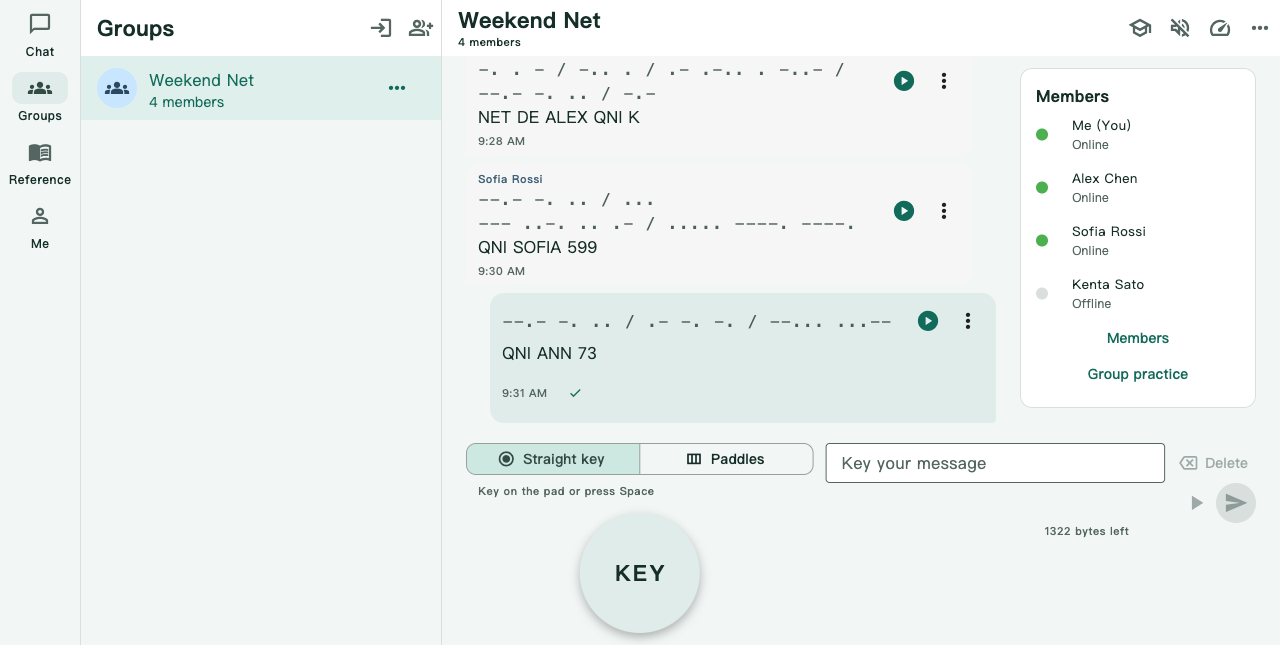 Chat
Groups
Reference
Me
Groups
Weekend Net
4 members
Weekend Net
4 members
-. . - / -.. . / .- .-.. . -..- /
--.- -. .. / -.-
NET DE ALEX QNI K
9:28 AM
Sofia Rossi
--.- -. .. / ...
--- ..-. .. .- / ..... ----. ----.
QNI SOFIA 599
9:30 AM
--.- -. .. / .- -. -. / --... ...--
QNI ANN 73
9:31 AM
Members
Me (You)
Online
Alex Chen
Online
Sofia Rossi
Online
Kenta Sato
Offline
Members
Group practice
Straight key
Paddles
Key on the pad or press Space
KEY
Key your message
Delete
1322 bytes left